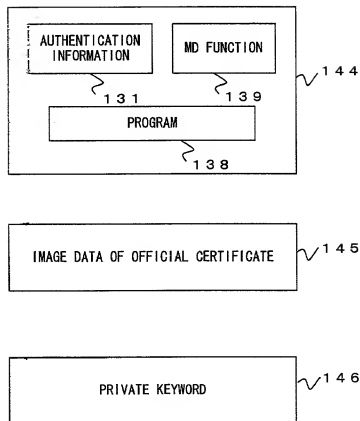 AUTHENTICATION
INFORMATION
MD FUNCTION
131
139
144
PROGRAM
138
IMAGE DATA OF OFFICIAL CERTIFICATE
145
PRIVATE KEYWORD
146